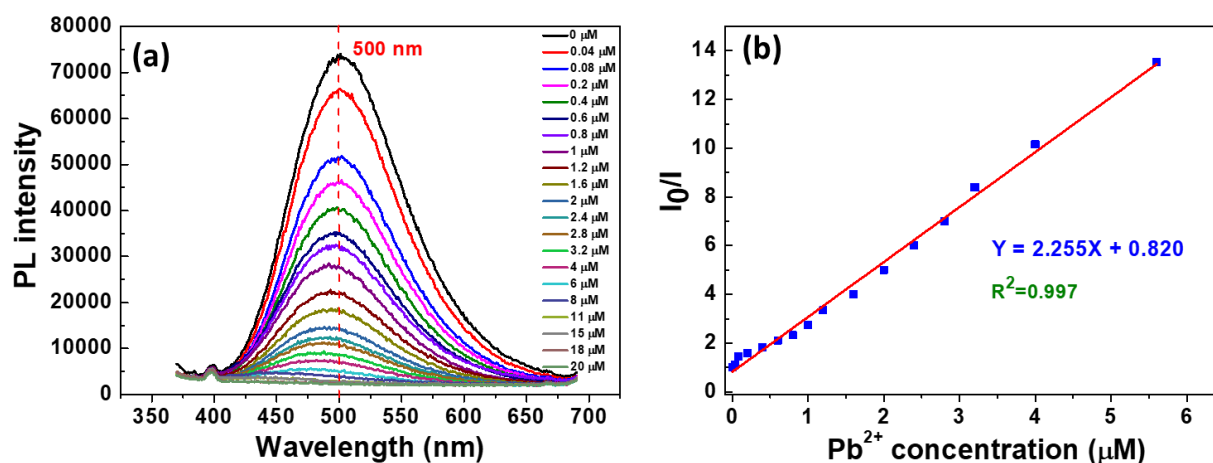 (a)
500 nm
80000
70000
60000
50000
40000
30000
20000
10000
0
PL intensity
350 400 450 500 550 600 650 700
Wavelength (nm)
0 μM
0.04 μM
0.08 μM
0.2 μM
0.4 μM
0.6 μM
0.8 μM
1 μM
1.2 μM
1.6 μM
2 μM
2.4 μM
2.8 μM
3.2 μM
4 μM
6 μM
8 μM
11 μM
15 μM
18 μM
20 μM
(b)
14
12
10
8
6
4
2
0
I₀/I
Y = 2.255X + 0.820
R²=0.997
0 1 2 3 4 5 6
Pb²⁺ concentration (μM)